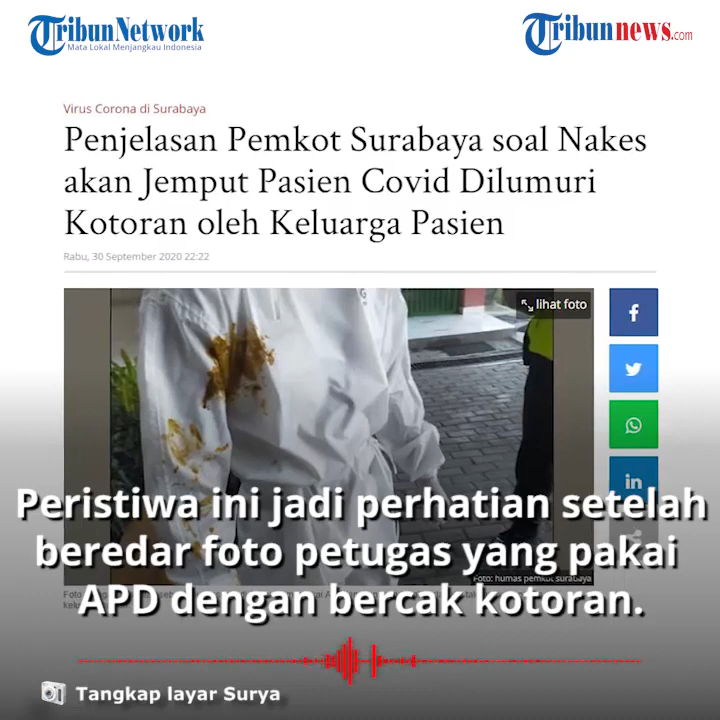 Tribun Network
Mata Lokal Menjangkau Indonesia
Tribunnews.com
Virus Corona di Surabaya
Penjelasan Pemkot Surabaya soal Nakes
akan Jemput Pasien Covid Dilumuri
Kotoran oleh Keluarga Pasien
Rabu, 30 September 2020 22:22
lihat foto
Peristiwa ini jadi perhatian setelah
beredar foto petugas yang pakai
Foto: humas pemkot surabaya
APD dengan bercak kotoran.
Tangkap layar Surya